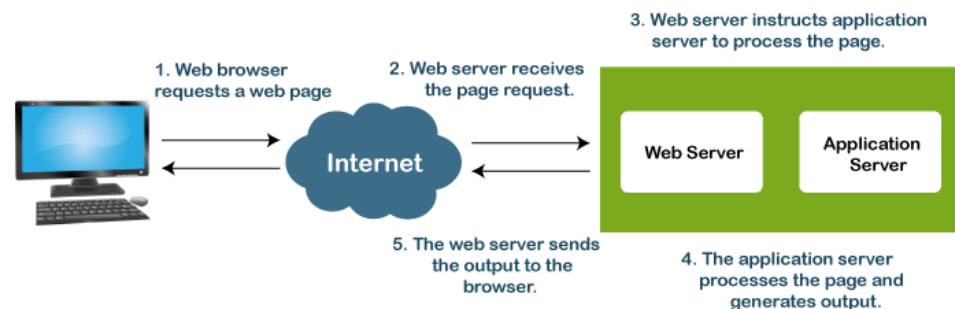 3. Web server instructs application
server to process the page.
1. Web browser
requests a web page
2. Web server receives
the page request.
Internet
Web Server
Application
Server
5. The web server sends
the output to the
browser.
4. The application server
processes the page and
generates output.